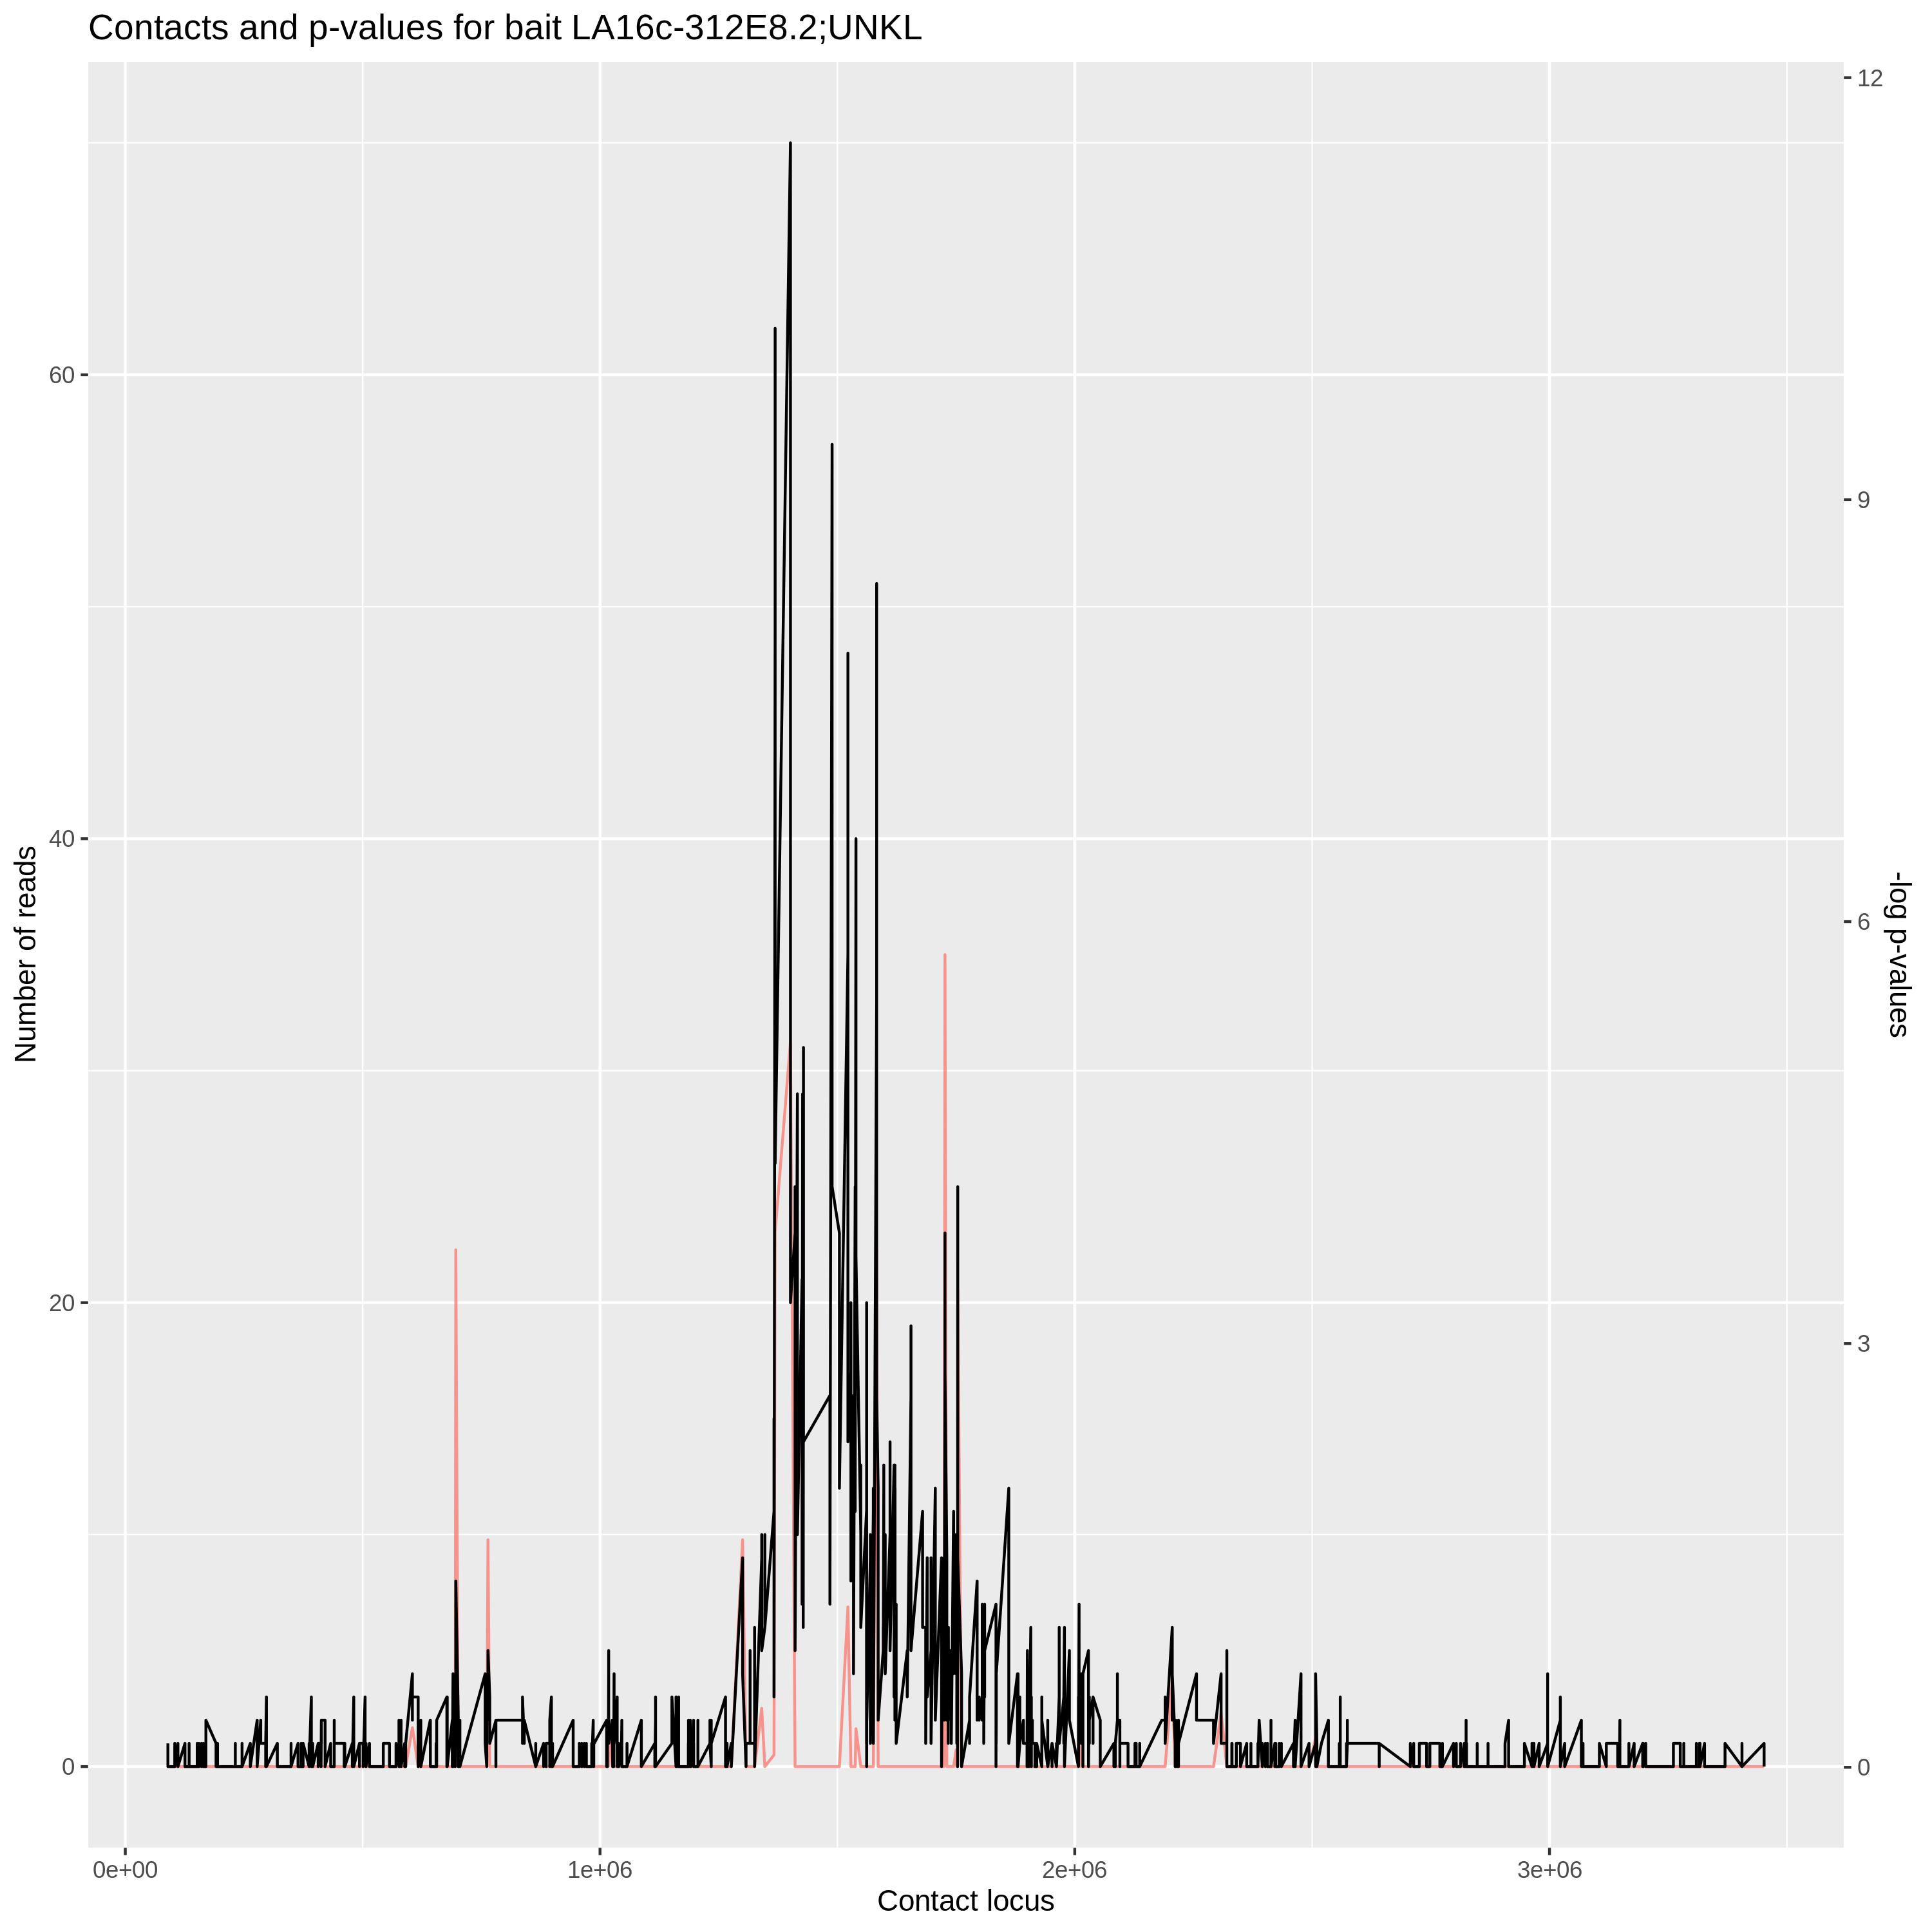 Contacts and p-values for bait LA16c-312E8.2;UNKL
Number of reads
60
40
20
0
12
9
6
3
0
-log p-values
0e+00
1e+06
2e+06
3e+06
Contact locus